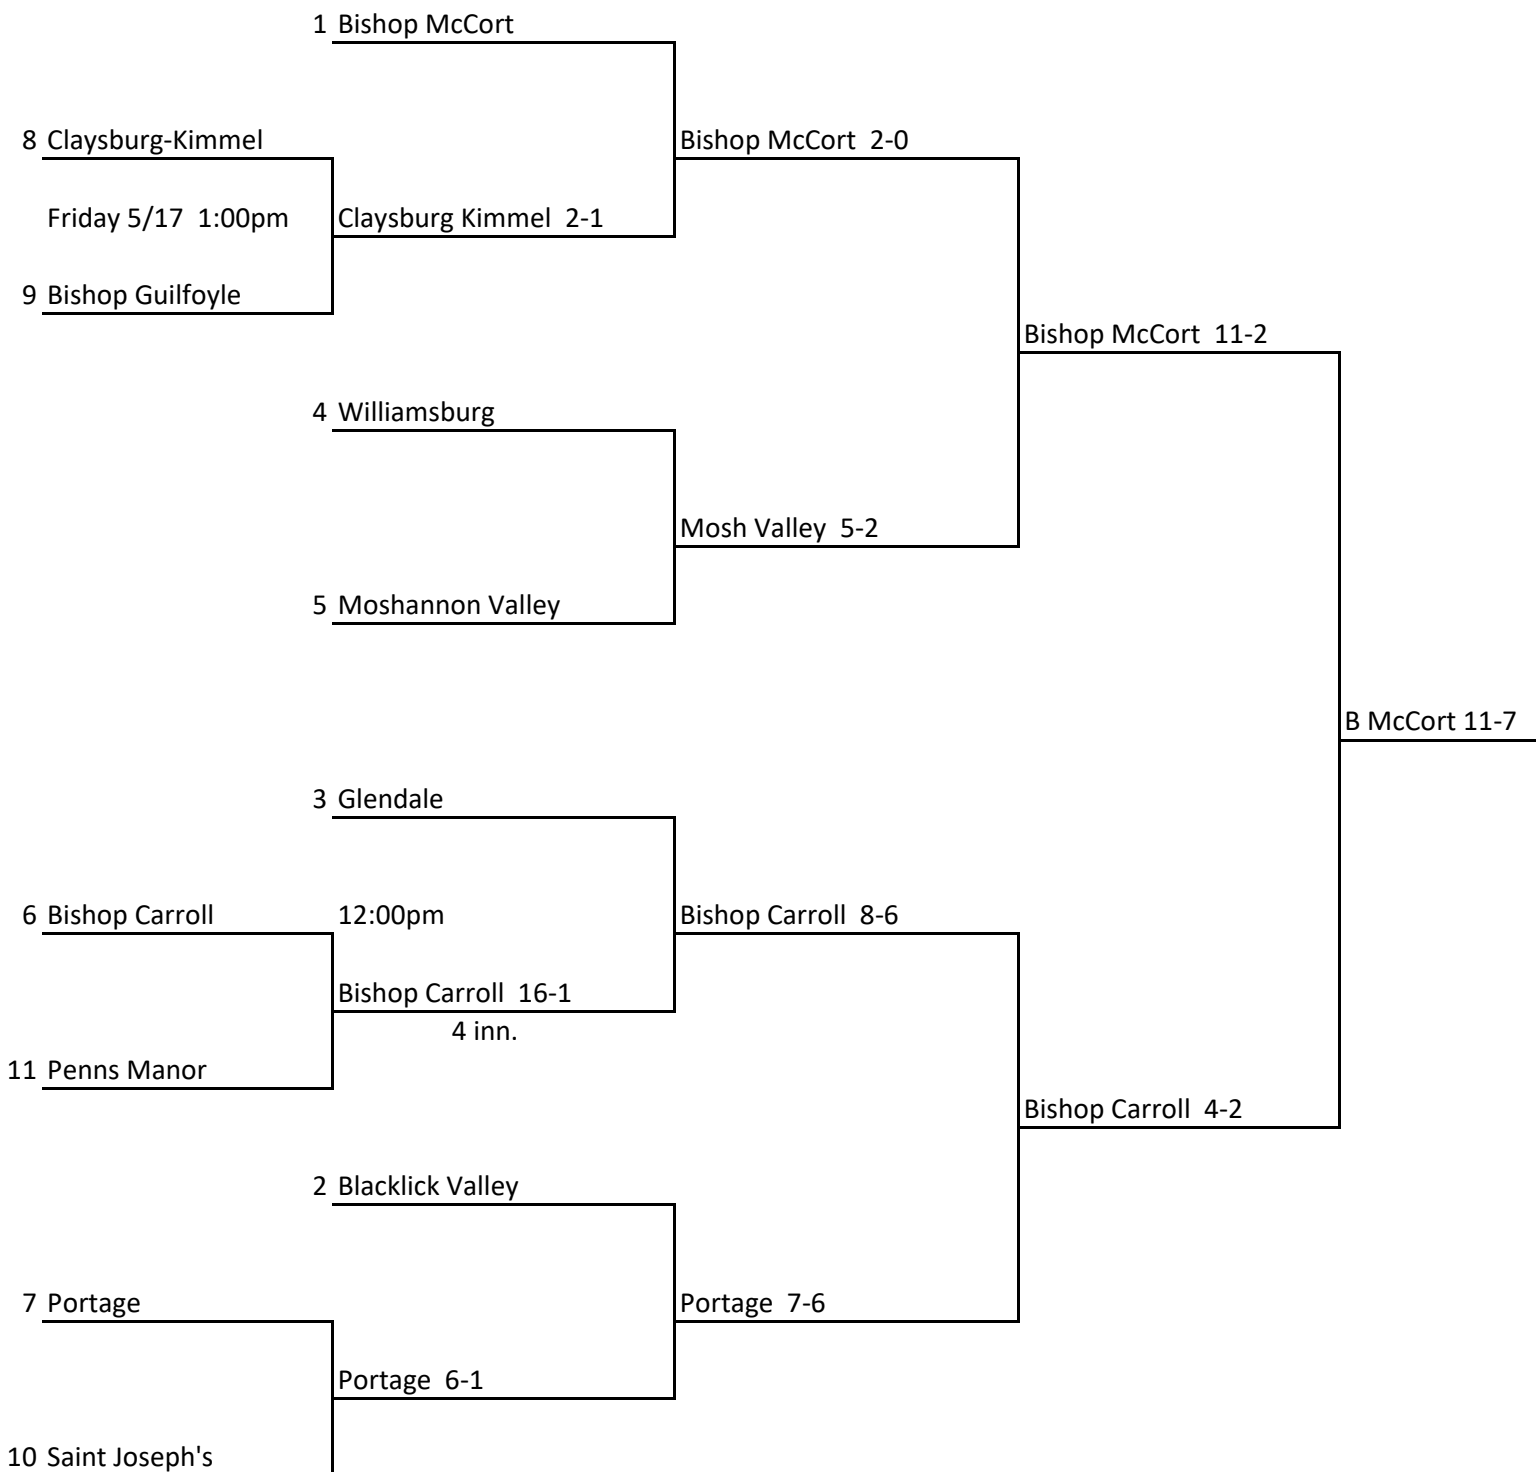 1 Bishop McCort
8 Claysburg-Kimmel
Bishop McCort 2-0
Friday 5/17 1:00pm
Claysburg Kimmel 2-1
9 Bishop Guilfoyle
Bishop McCort 11-2
4 Williamsburg
Mosh Valley 5-2
5 Moshannon Valley
B McCort 11-7
3 Glendale
6 Bishop Carroll
12:00pm
Bishop Carroll 8-6
Bishop Carroll 16-1
4 inn.
11 Penns Manor
Bishop Carroll 4-2
2 Blacklick Valley
7 Portage
Portage 7-6
Portage 6-1
10 Saint Joseph's